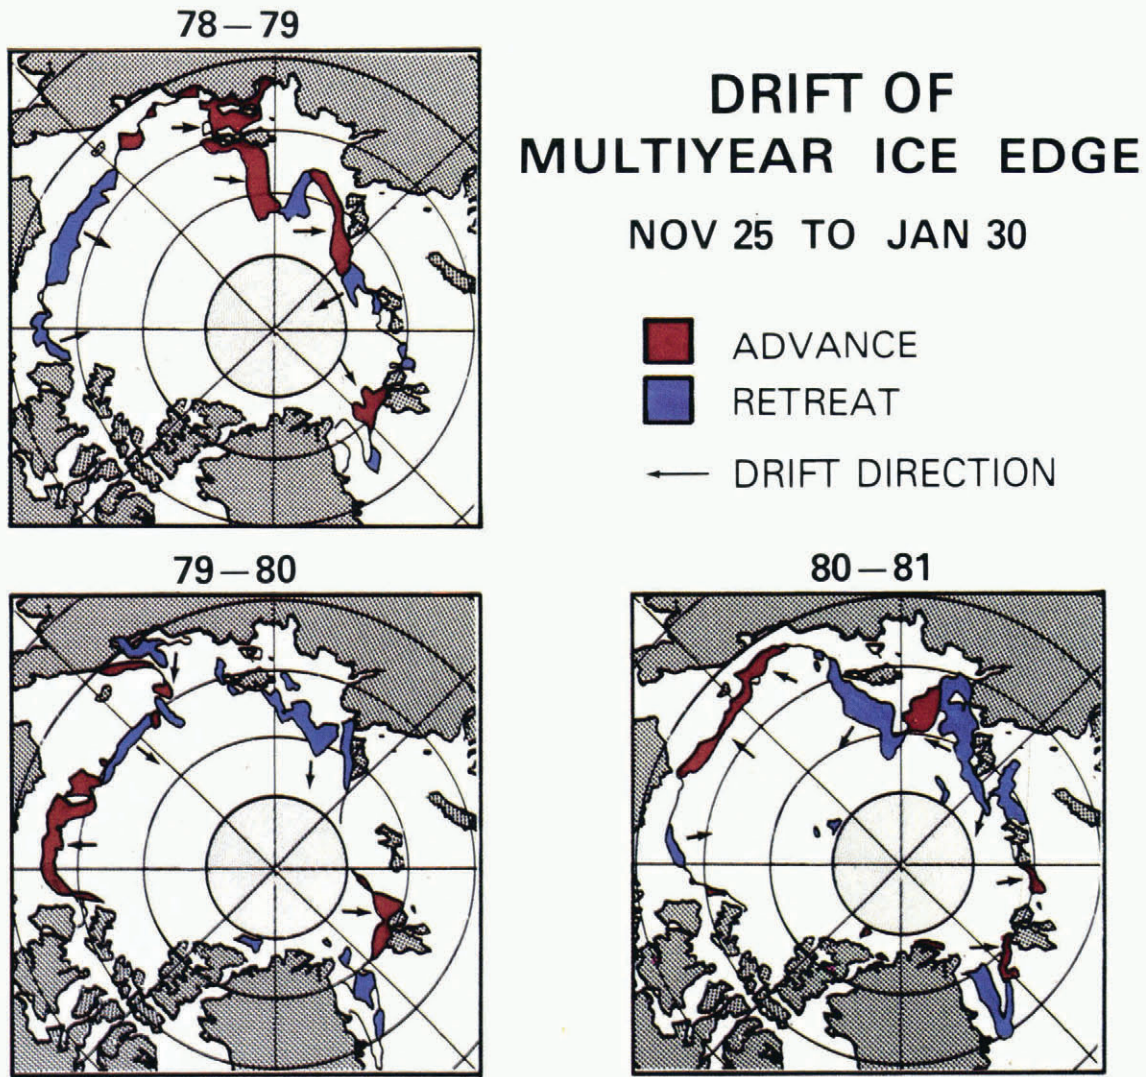 78–79
DRIFT OF
MULTIYEAR ICE EDGE
NOV 25 TO JAN 30
ADVANCE
RETREAT
DRIFT DIRECTION
79–80
80–81